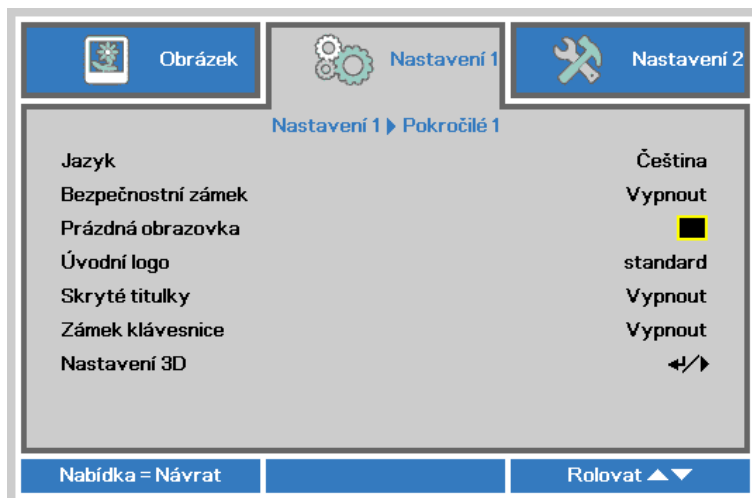 Obrázek
Nastavení 1
Nastavení 2
Nastavení 1 Pokročilé 1
Jazyk Čeština
Bezpečnostní zámek Vypnout
Prázdná obrazovka
Úvodní logo standard
Skryté titulky Vypnout
Zámek klávesnice Vypnout
Nastavení 3D
Nabídka = Návrat
Rolovat